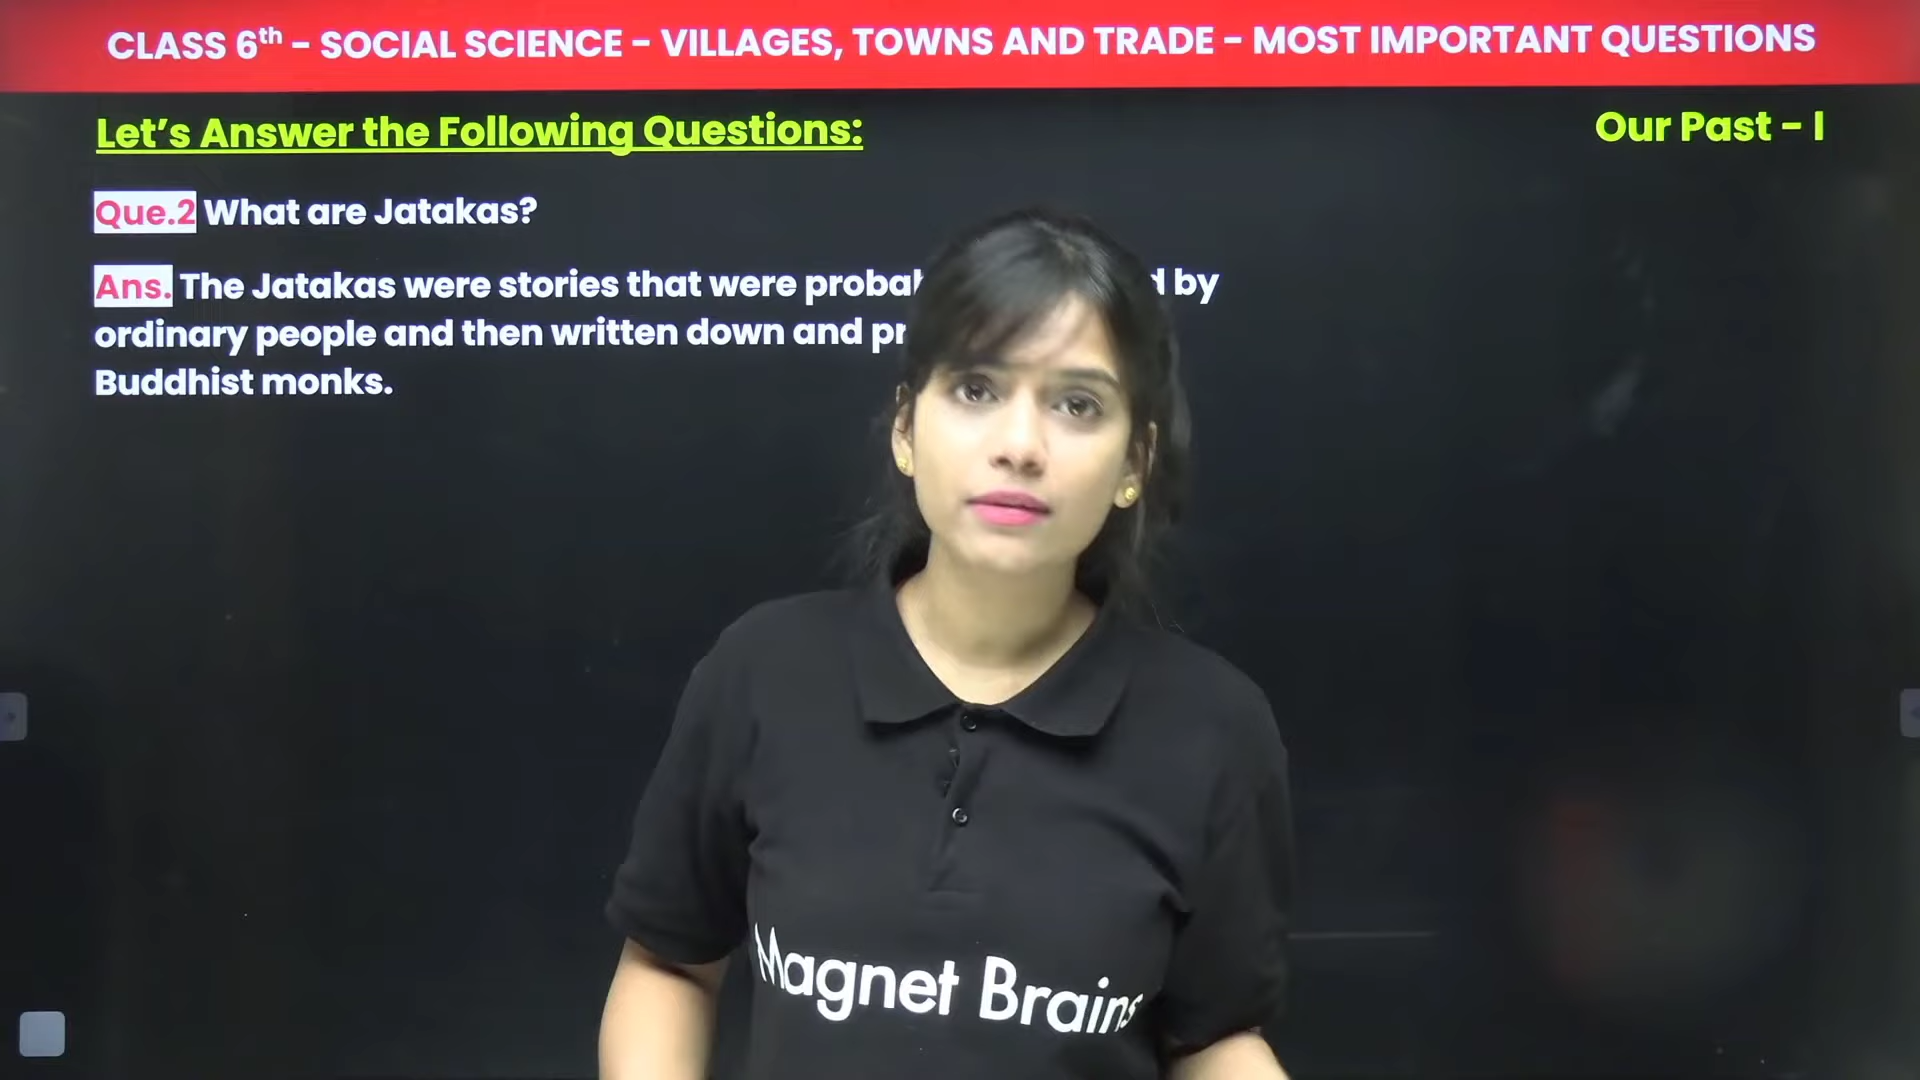 CLASS 6th - SOCIAL SCIENCE - VILLAGES, TOWNS AND TRADE - MOST IMPORTANT QUESTIONS
Let's Answer the Following Questions:
Our Past - I
Que.2 What are Jatakas?
Ans. The Jatakas were stories that were by
ordinary people and then written down and
Buddhist monks.
Magnet Brains